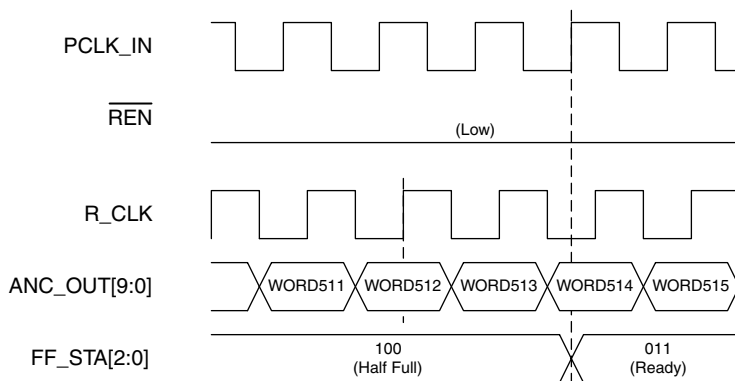 PCLK_IN
REN
(Low)
R_CLK
ANC_OUT[9:0]
WORD511 WORD512 WORD513 WORD514 WORD515
FF_STA[2:0]
100
(Half Full)
011
(Ready)